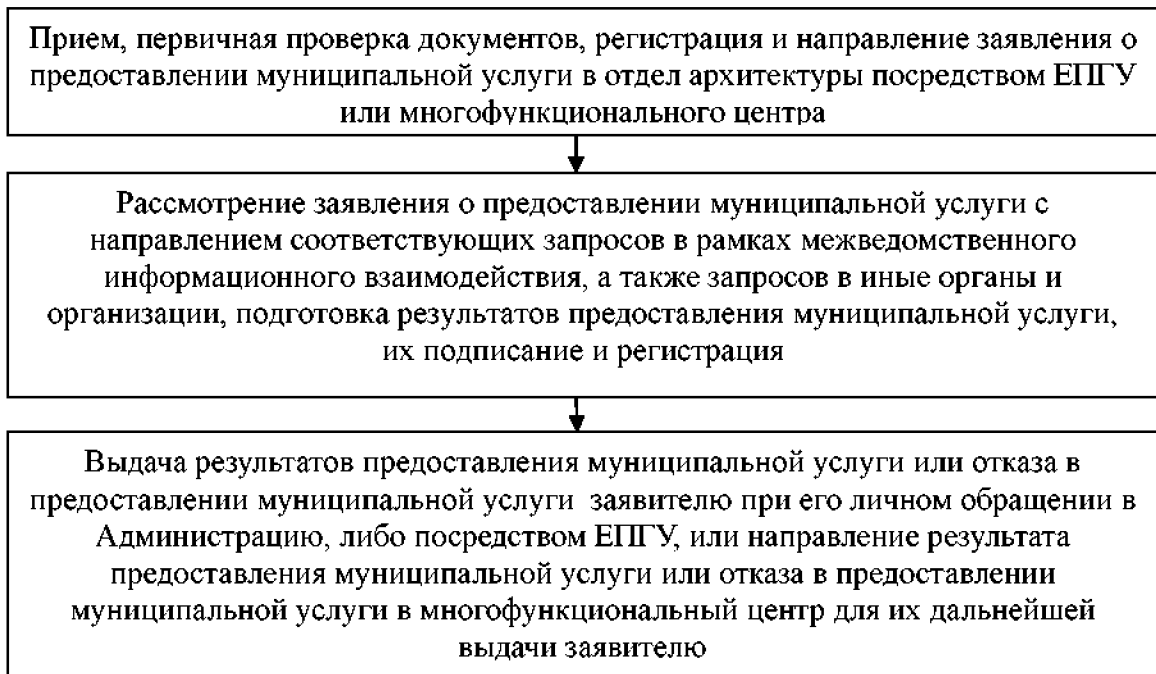 Прием, первичная проверка документов, регистрация и направление заявления о
предоставлении муниципальной услуги в отдел архитектуры посредством ЕПГУ
или многофункционального центра
Рассмотрение заявления о предоставлении муниципальной услуги с
направлением соответствующих запросов в рамках межведомственного
информационного взаимодействия, а также запросов в иные органы и
организации, подготовка результатов предоставления муниципальной услуги,
их подписание и регистрация
Выдача результатов предоставления муниципальной услуги или отказа в
предоставлении муниципальной услуги заявителю при его личном обращении в
Администрацию, либо посредством ЕПГУ, или направление результата
предоставления муниципальной услуги или отказа в предоставлении
муниципальной услуги в многофункциональный центр для их дальнейшей
выдачи заявителю